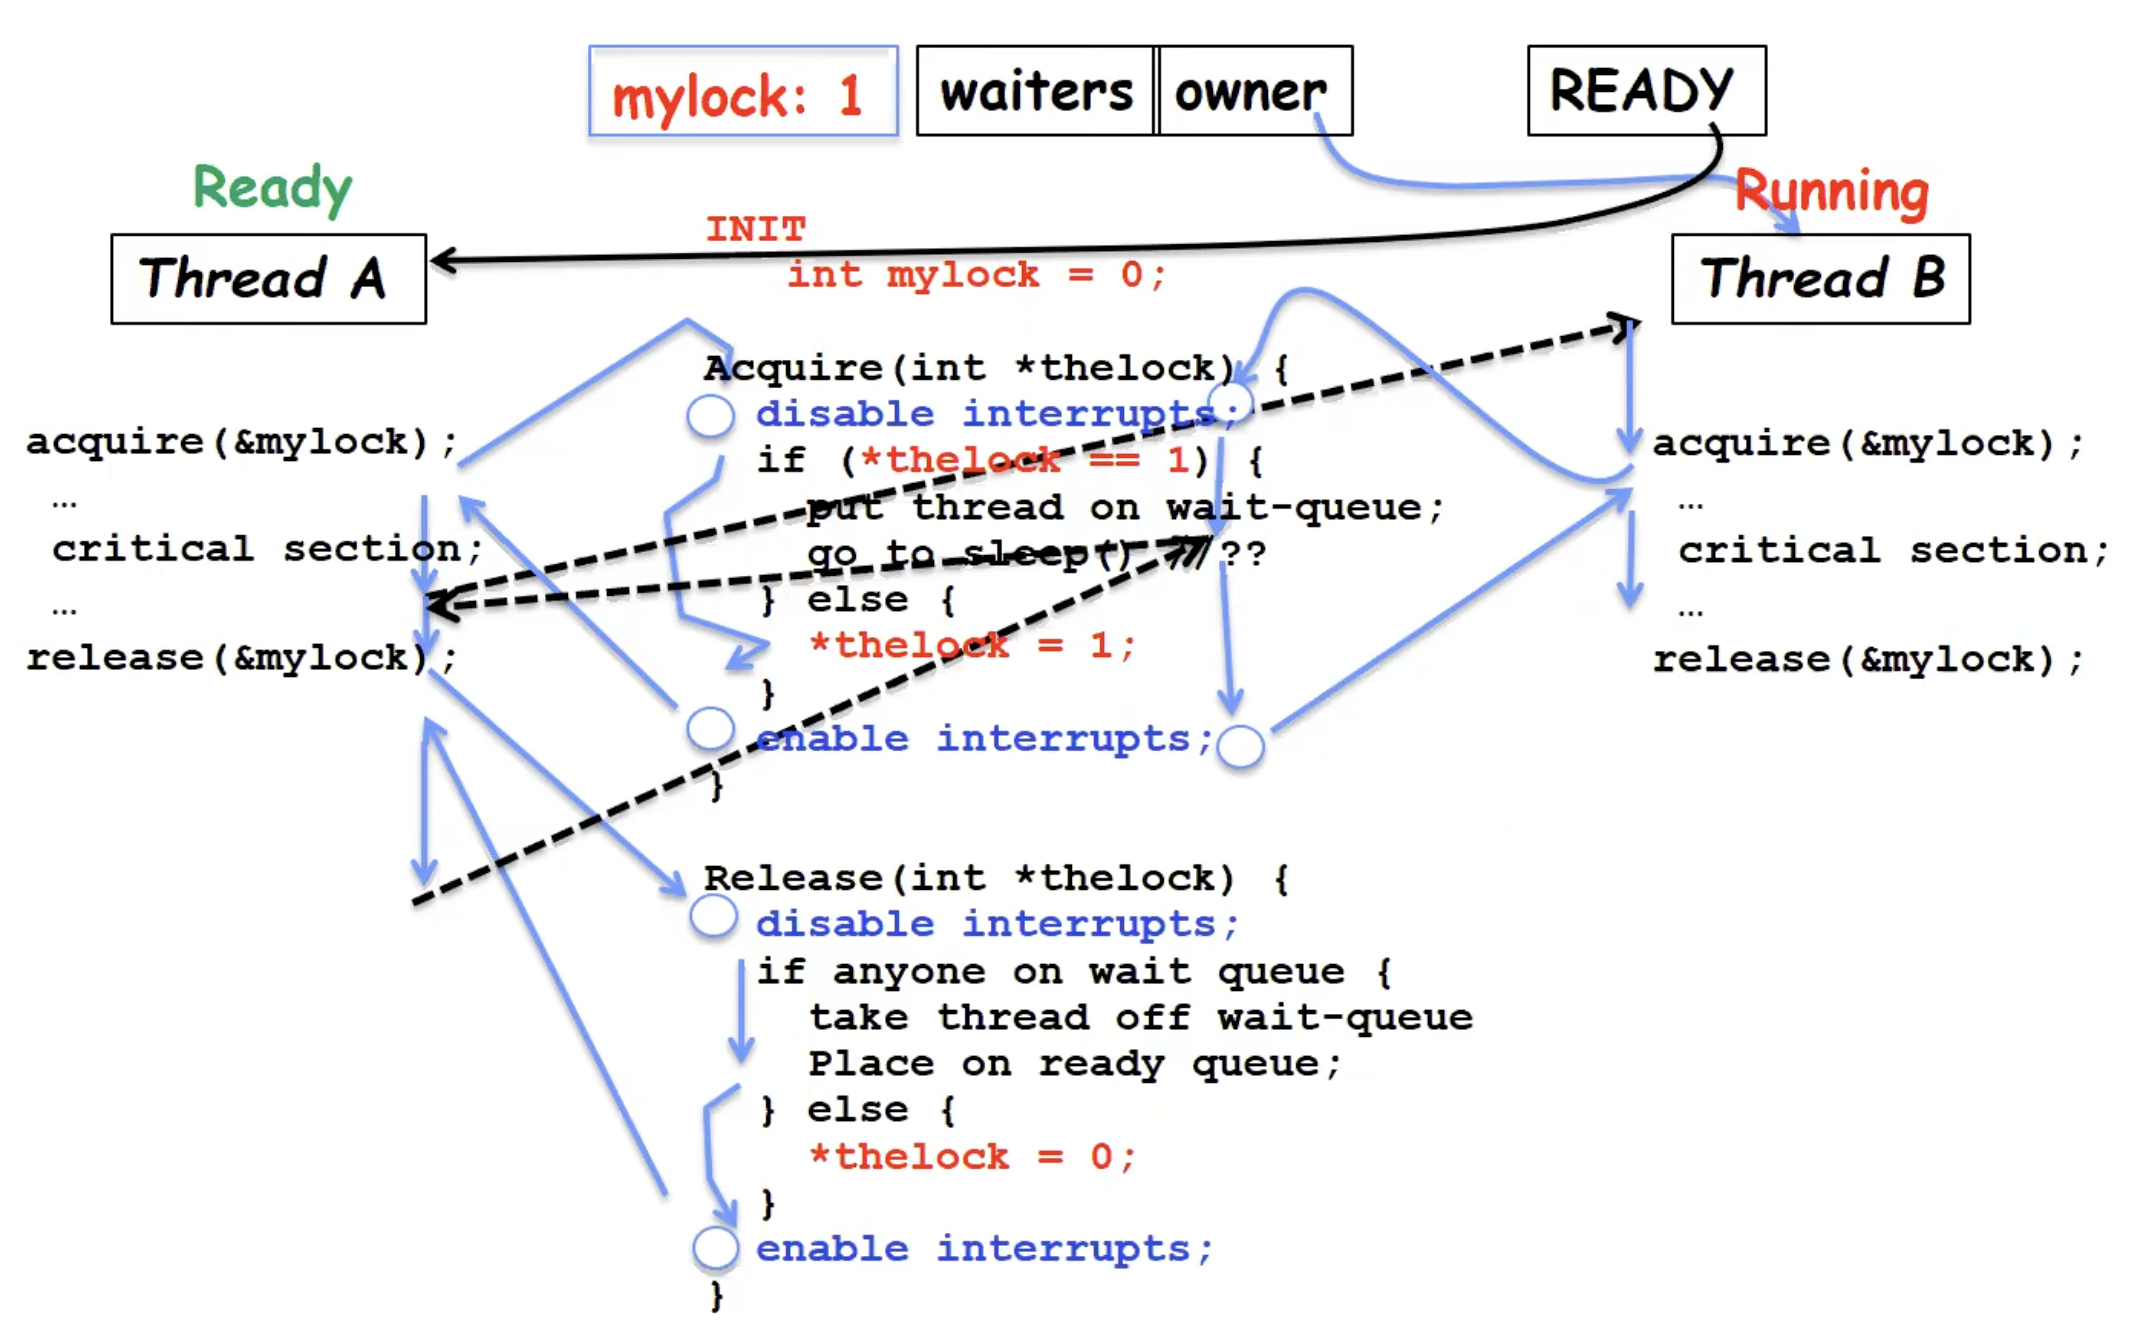 mylock: 1 waiters owner READY
Ready Running
Thread A Thread B
INIT
int mylock = 0;
acquire(&mylock);
…
critical section;
…
release(&mylock);
Acquire(int *thelock) {
disable interrupts;
if (*thelock == 1) {
put thread on wait-queue;
go to sleep() //??
} else {
*thelock = 1;
}
enable interrupts;
}
acquire(&mylock);
…
critical section;
…
release(&mylock);
Release(int *thelock) {
disable interrupts;
if anyone on wait queue {
take thread off wait-queue
Place on ready queue;
} else {
*thelock = 0;
}
enable interrupts;
}